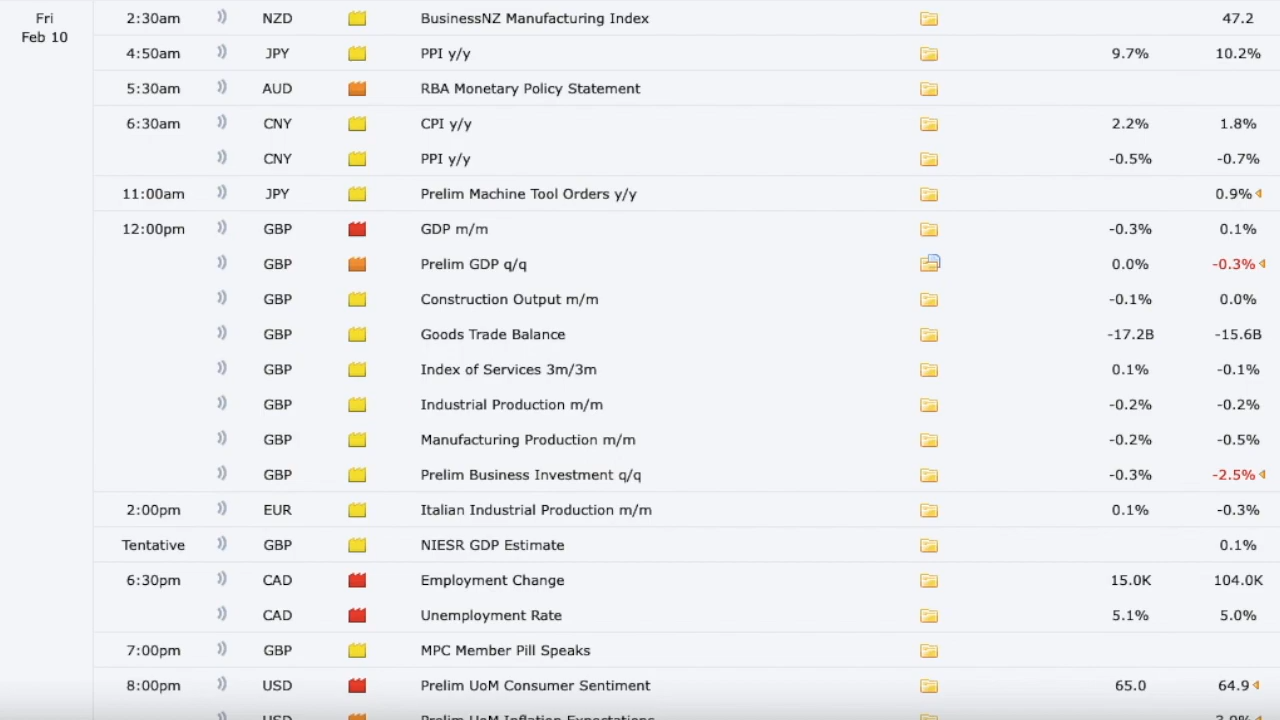 Fri
Feb 10
2:30am NZD BusinessNZ Manufacturing Index 47.2
4:50am JPY PPI y/y 9.7% 10.2%
5:30am AUD RBA Monetary Policy Statement
6:30am CNY CPI y/y 2.2% 1.8%
CNY PPI y/y -0.5% -0.7%
11:00am JPY Prelim Machine Tool Orders y/y 0.9%
12:00pm GBP GDP m/m -0.3% 0.1%
GBP Prelim GDP q/q 0.0% -0.3%
GBP Construction Output m/m -0.1% 0.0%
GBP Goods Trade Balance -17.2B -15.6B
GBP Index of Services 3m/3m 0.1% -0.1%
GBP Industrial Production m/m -0.2% -0.2%
GBP Manufacturing Production m/m -0.2% -0.5%
GBP Prelim Business Investment q/q -0.3% -2.5%
2:00pm EUR Italian Industrial Production m/m 0.1% -0.3%
Tentative GBP NIESR GDP Estimate 0.1%
6:30pm CAD Employment Change 15.0K 104.0K
CAD Unemployment Rate 5.1% 5.0%
7:00pm GBP MPC Member Pill Speaks
8:00pm USD Prelim UoM Consumer Sentiment 65.0 64.9
USD Prelim UoM Inflation Expectations